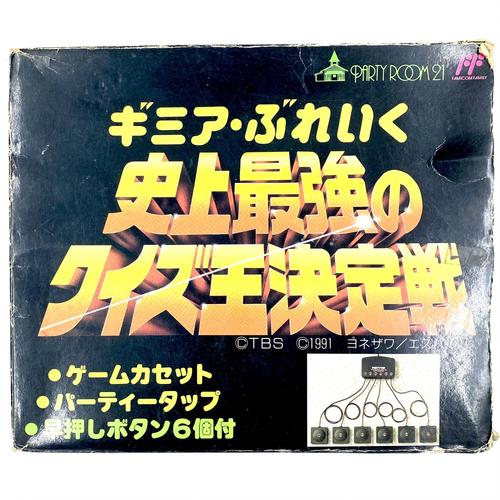 PARTY ROOM 21
FAMICOM FAMILY
ギミア・ぶれいく
史上最強の
クイズ王決定戦
©TBS ©1991 ヨネザワ/エス
●ゲームカセット
●パーティータップ
●早押しボタン6個付